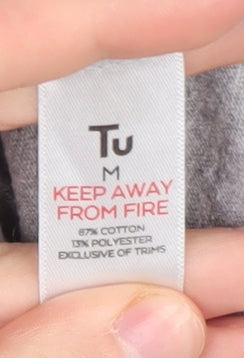 Tu
M
KEEP AWAY
FROM FIRE
87% COTTON
13% POLYESTER
EXCLUSIVE OF TRIMS